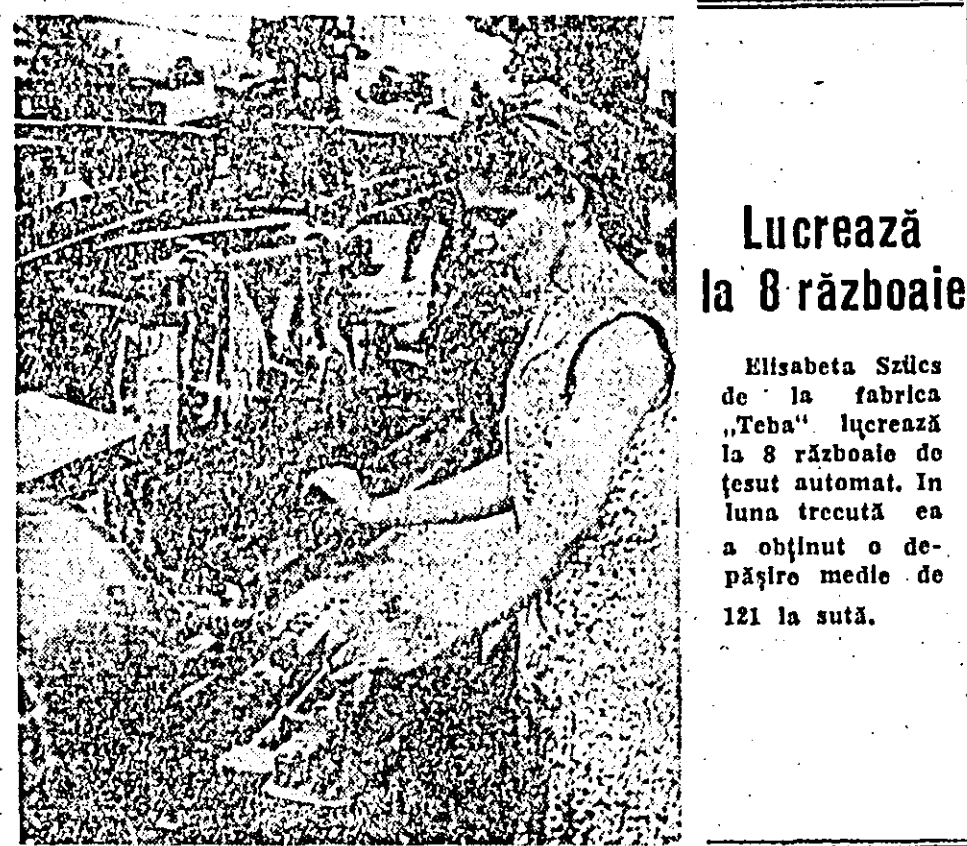 Lucrează
la 8 războaie
Elisabeta Szücs
de la fabrica
„Teba“ lucrează
la 8 războaie de
țesut automat. In
luna trecută ea
a obținut o de-
pășire medie de
121 la sută.